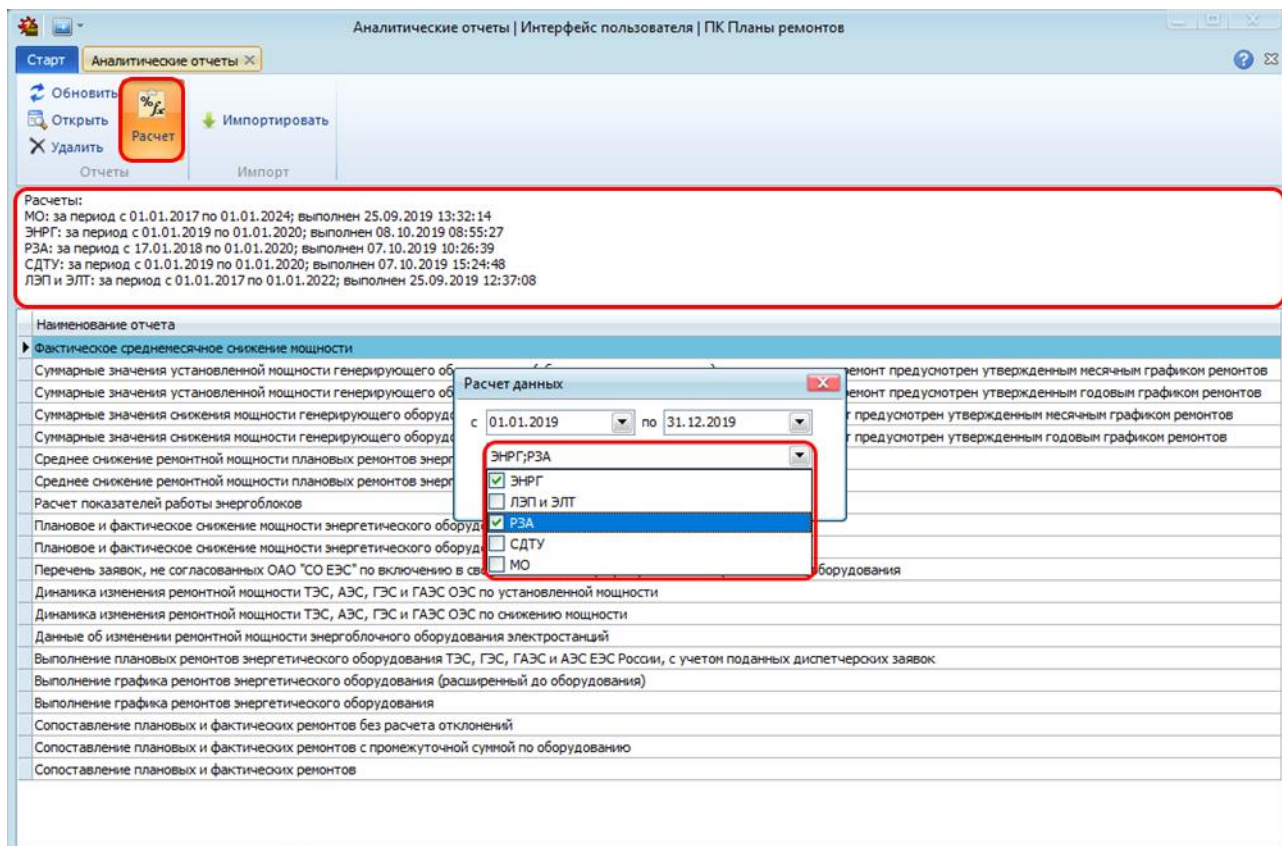 Аналитические отчеты | Интерфейс пользователя | ПК Планы ремонтов
Старт
Аналитические отчеты
Обновить
Открыть
Удалить
Расчет
Импортировать
Отчеты
Импорт
Расчеты:
МО: за период с 01.01.2017 по 01.01.2024; выполнен 25.09.2019 13:32:14
ЭНРГ: за период с 01.01.2019 по 01.01.2020; выполнен 08.10.2019 08:55:27
РЗА: за период с 17.01.2018 по 01.01.2020; выполнен 07.10.2019 10:26:39
СДТУ: за период с 01.01.2019 по 01.01.2020; выполнен 07.10.2019 15:24:48
ЛЭП и ЭЛТ: за период с 01.01.2017 по 01.01.2022; выполнен 25.09.2019 12:37:08
Наименование отчета
Фактическое среднемесячное снижение мощности
Суммарные значения установленной мощности генерирующего об ремонт предусмотрен утвержденным месячным графиком ремонтов
Суммарные значения установленной мощности генерирующего об ремонт предусмотрен утвержденным годовым графиком ремонтов
Суммарные значения снижения мощности генерирующего оборудо т предусмотрен утвержденным месячным графиком ремонтов
Суммарные значения снижения мощности генерирующего оборудо т предусмотрен утвержденным годовым графиком ремонтов
Среднее снижение ремонтной мощности плановых ремонтов энерг
Среднее снижение ремонтной мощности плановых ремонтов энерг
Расчет показателей работы энергоблоков
Плановое и фактическое снижение мощности энергетического оборуд
Плановое и фактическое снижение мощности энергетического оборуд
Перечень заявок, не согласованных ОАО "СО ЕЭС" по включению в св оборудования
Динамика изменения ремонтной мощности ТЭС, АЭС, ГЭС и ГАЭС ОЭС по установленной мощности
Динамика изменения ремонтной мощности ТЭС, АЭС, ГЭС и ГАЭС ОЭС по снижению мощности
Данные об изменении ремонтной мощности энергоблочного оборудования электростанций
Выполнение плановых ремонтов энергетического оборудования ТЭС, ГЭС, ГАЭС и АЭС ЕЭС России, с учетом поданных диспетчерских заявок
Выполнение графика ремонтов энергетического оборудования (расширенный до оборудования)
Выполнение графика ремонтов энергетического оборудования
Сопоставление плановых и фактических ремонтов без расчета отклонений
Сопоставление плановых и фактических ремонтов с промежуточной суммой по оборудованию
Сопоставление плановых и фактических ремонтов
Расчет данных
с 01.01.2019 по 31.12.2019
ЭНРГ;РЗА
ЭНРГ
ЛЭП и ЭЛТ
РЗА
СДТУ
МО